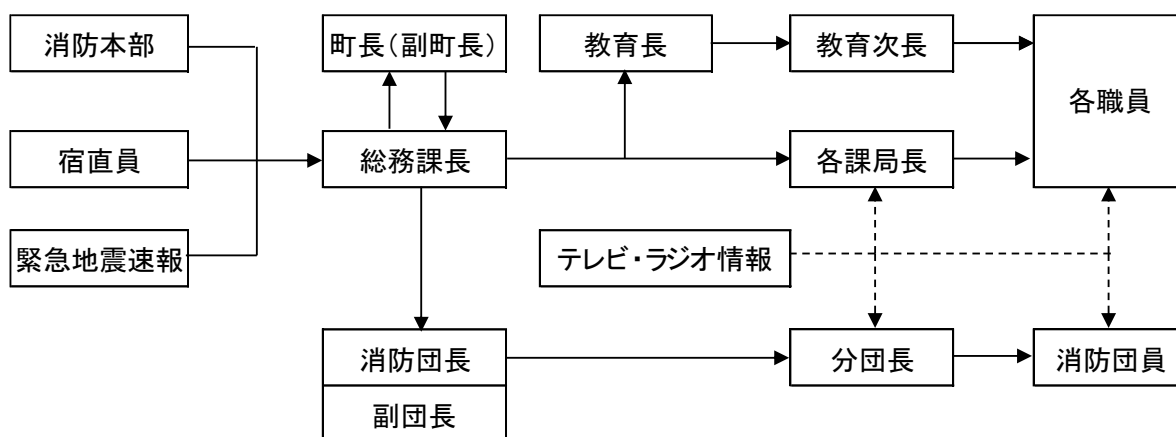 消防本部
町長(副町長)
教育長
教育次長
各職員
宿直員
総務課長
各課局長
緊急地震速報
テレビ・ラジオ情報
消防団長
分団長
消防団員
副団長